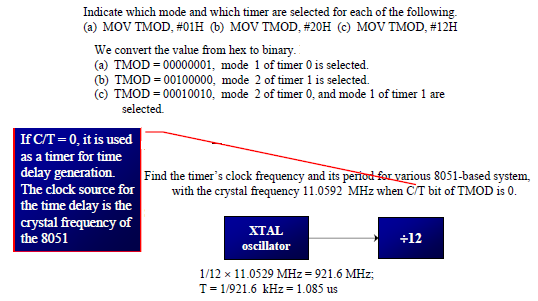 Indicate which mode and which timer are selected for each of the following.
(a) MOV TMOD, #01H (b) MOV TMOD, #20H (c) MOV TMOD, #12H
We convert the value from hex to binary.
(a) TMOD = 00000001, mode 1 of timer 0 is selected.
(b) TMOD = 00100000, mode 2 of timer 1 is selected.
(c) TMOD = 00010010, mode 2 of timer 0, and mode 1 of timer 1 are
selected.
If C/T = 0, it is used
as a timer for time
delay generation.
The clock source for
the time delay is the
crystal frequency of
the 8051
Find the timer's clock frequency and its period for various 8051-based system,
with the crystal frequency 11.0592 MHz when C/T bit of TMOD is 0.
XTAL
oscillator
÷12
1/12 × 11.0529 MHz = 921.6 MHz;
T = 1/921.6 kHz = 1.085 us